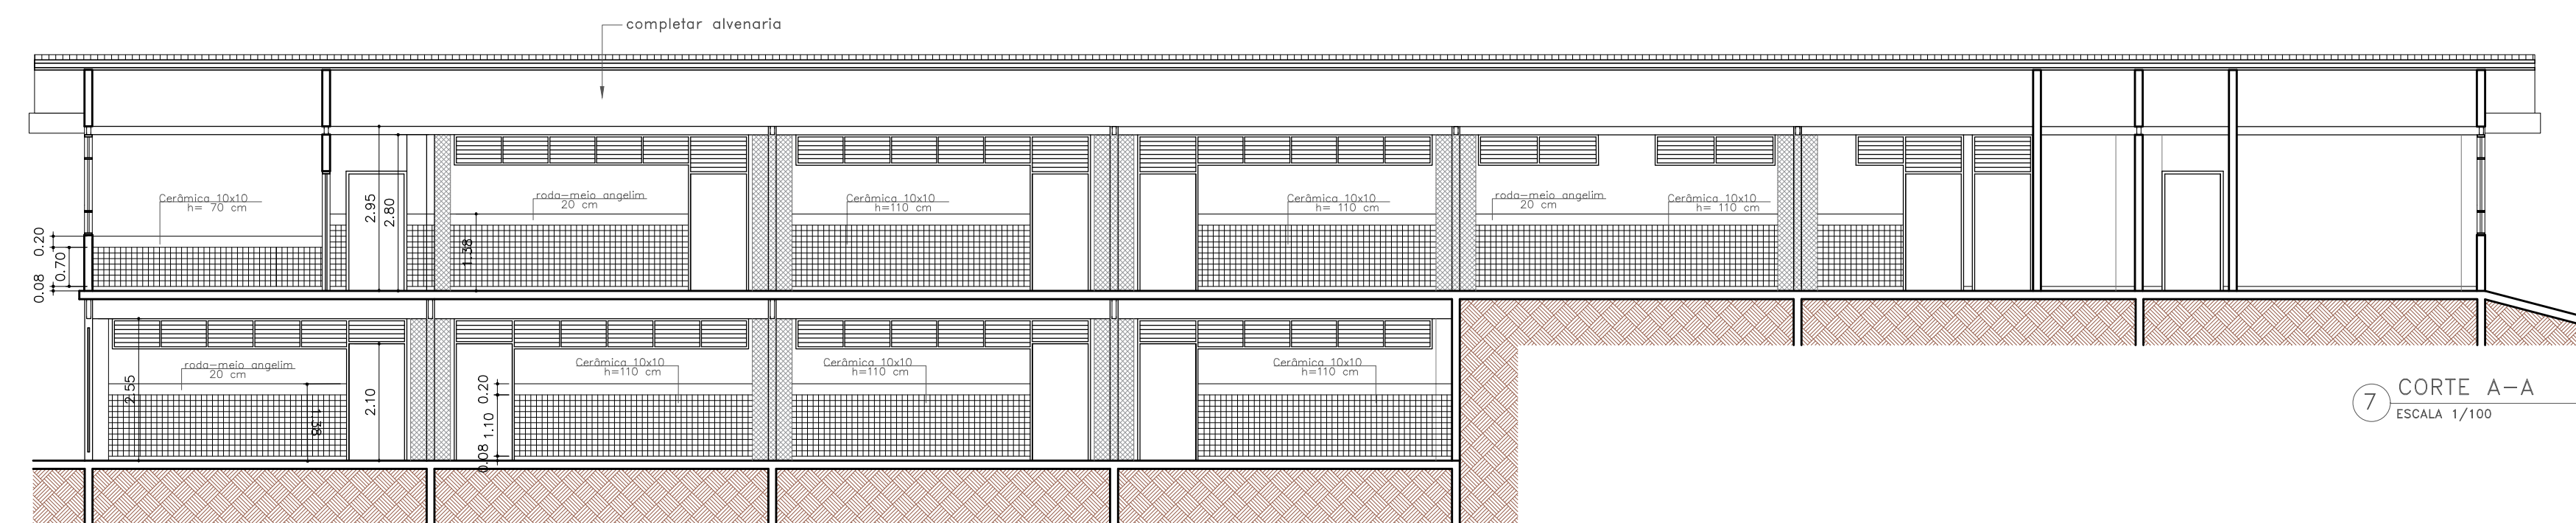 completar alvenaria
Cerâmica 10x10
h= 70 cm
2.95
2.80
roda-meio angelim
20 cm
Cerâmica 10x10
h=110 cm
Cerâmica 10x10
h= 110 cm
roda-meio angelim
20 cm
Cerâmica 10x10
h= 110 cm
0.20
0.70
0.08
1.38
roda-meio angelim
20 cm
2.55
1.38
2.10
0.20
1.10
0.08
Cerâmica 10x10
h=110 cm
Cerâmica 10x10
h=110 cm
Cerâmica 10x10
h=110 cm
7
CORTE A-A
ESCALA 1/100